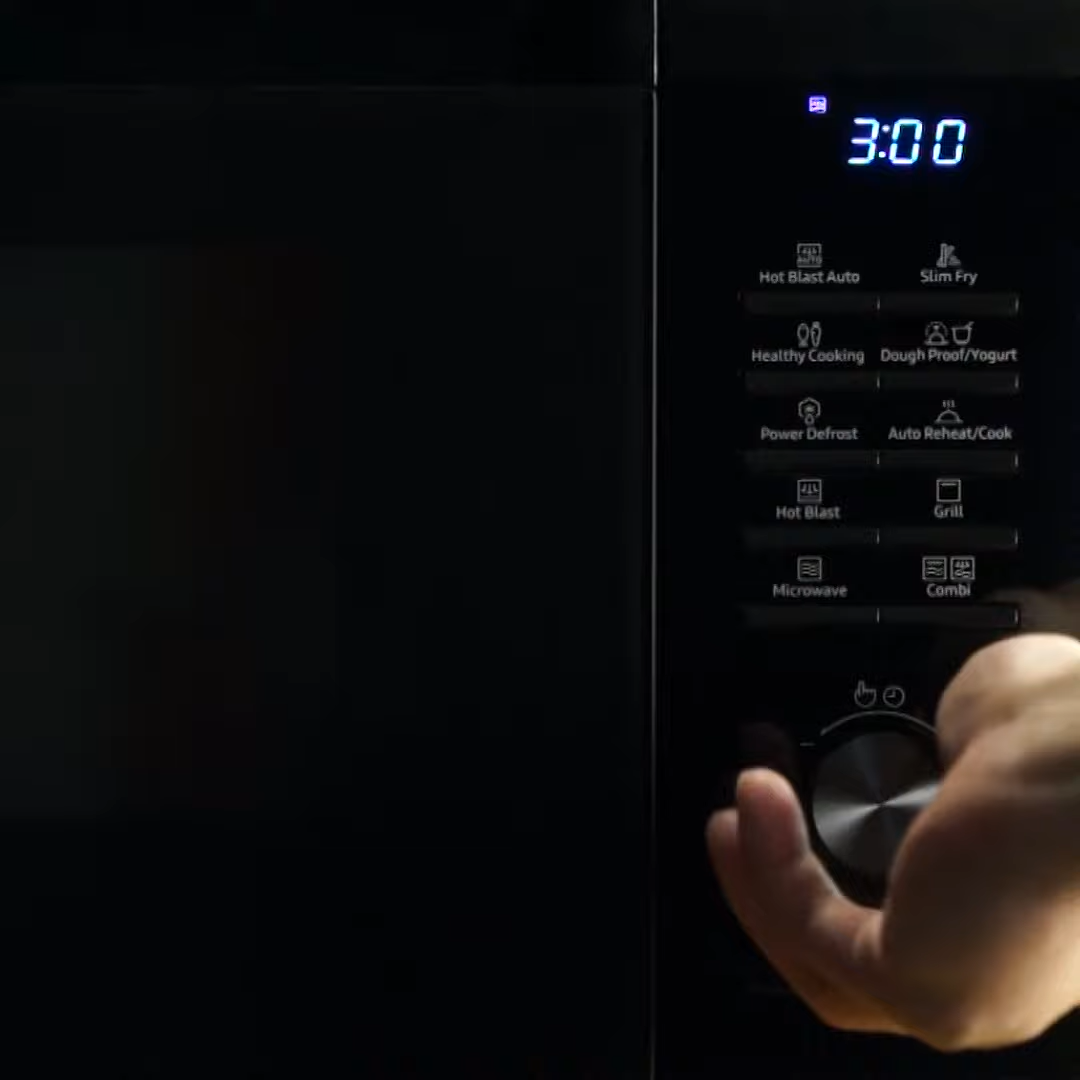 3:00
Hot Blast Auto
Slim Fry
Healthy Cooking
Dough Proof/Yogurt
Power Defrost
Auto Reheat/Cook
Hot Blast
Grill
Microwave
Combi